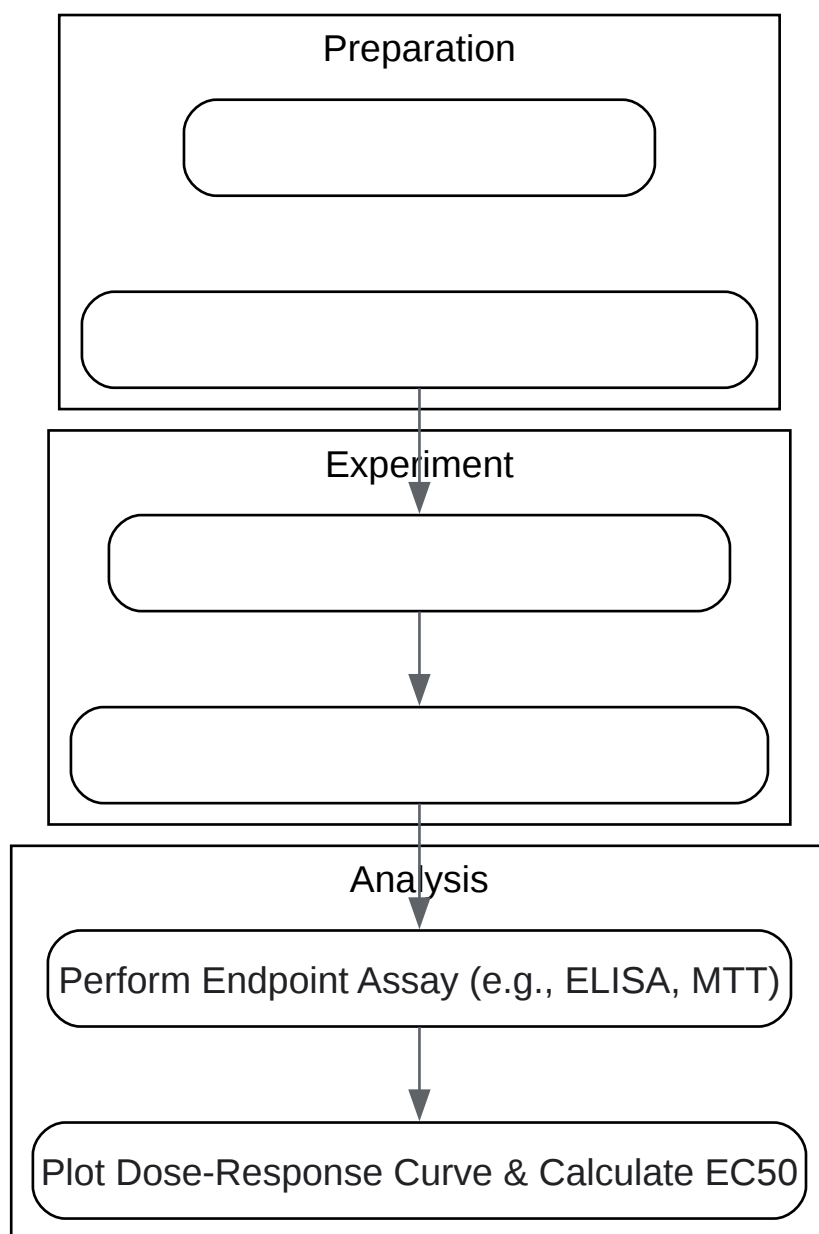 Preparation
Experiment
Analysis
Perform Endpoint Assay (e.g., ELISA, MTT)
Plot Dose-Response Curve & Calculate EC50